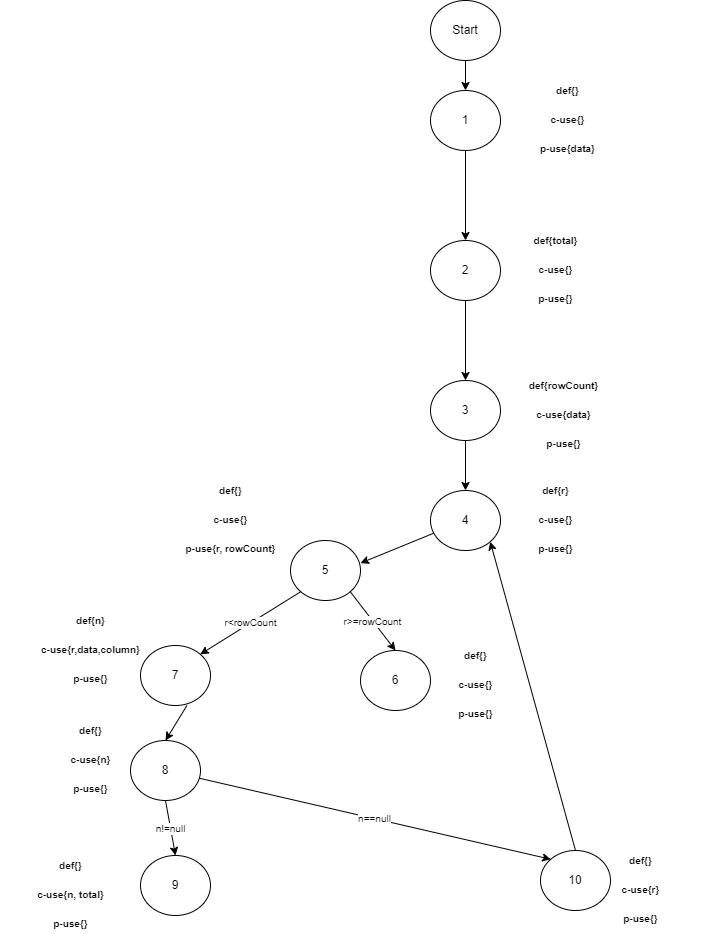 Start
1
def{}
c-use{}
p-use{data}
2
def{total}
c-use{}
p-use{}
3
def{rowCount}
c-use{data}
p-use{}
4
def{r}
c-use{}
p-use{}
def{}
c-use{}
p-use{r, rowCount}
5
r<rowCount
r>=rowCount
def{n}
c-use{r,data,column}
p-use{}
7
6
def{}
c-use{}
p-use{}
def{}
c-use{n}
p-use{}
8
n!=null
n==null
def{}
c-use{n, total}
p-use{}
9
10
def{}
c-use{r}
p-use{}